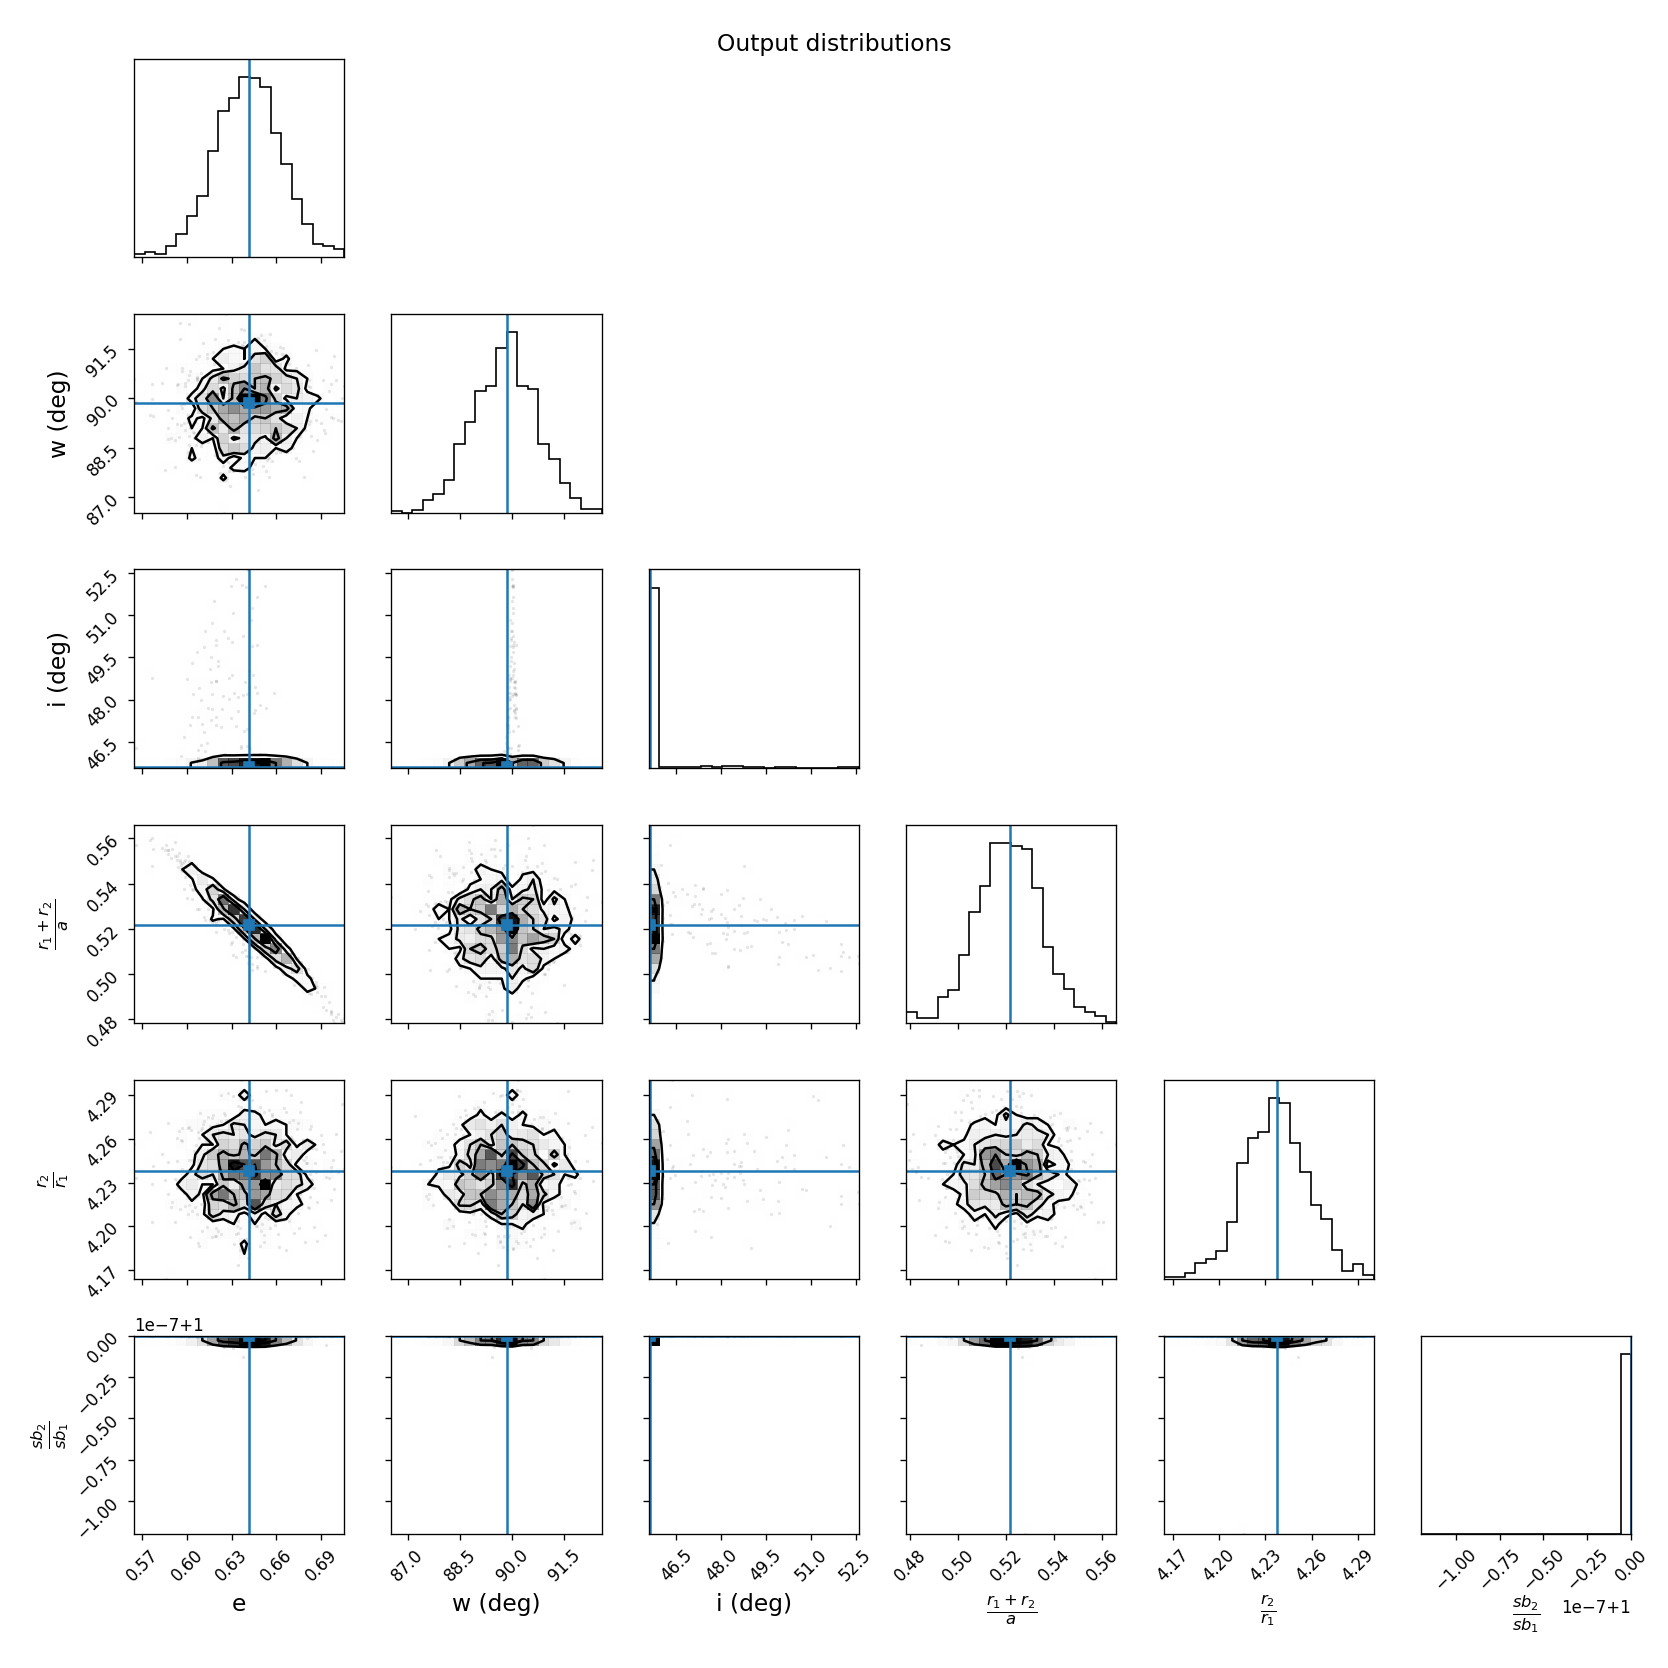 Output distributions
w (deg)
91.5
90.0
88.5
87.0
i (deg)
52.5
51.0
49.5
48.0
46.5
r1 + r2
a
0.56
0.54
0.52
0.50
0.48
r2
r1
4.29
4.26
4.23
4.20
4.17
1e−7+1
sb2
sb1
0.00
−0.25
−0.50
−0.75
−1.00
0.57 0.60 0.63 0.66 0.69
87.0 88.5 90.0 91.5
46.5 48.0 49.5 51.0 52.5
0.48 0.50 0.52 0.54 0.56
4.17 4.20 4.23 4.26 4.29
−1.00 −0.75 −0.50 −0.25 0.00
e
w (deg)
i (deg)
r1 + r2
a
r2
r1
sb2
sb1
1e−7+1